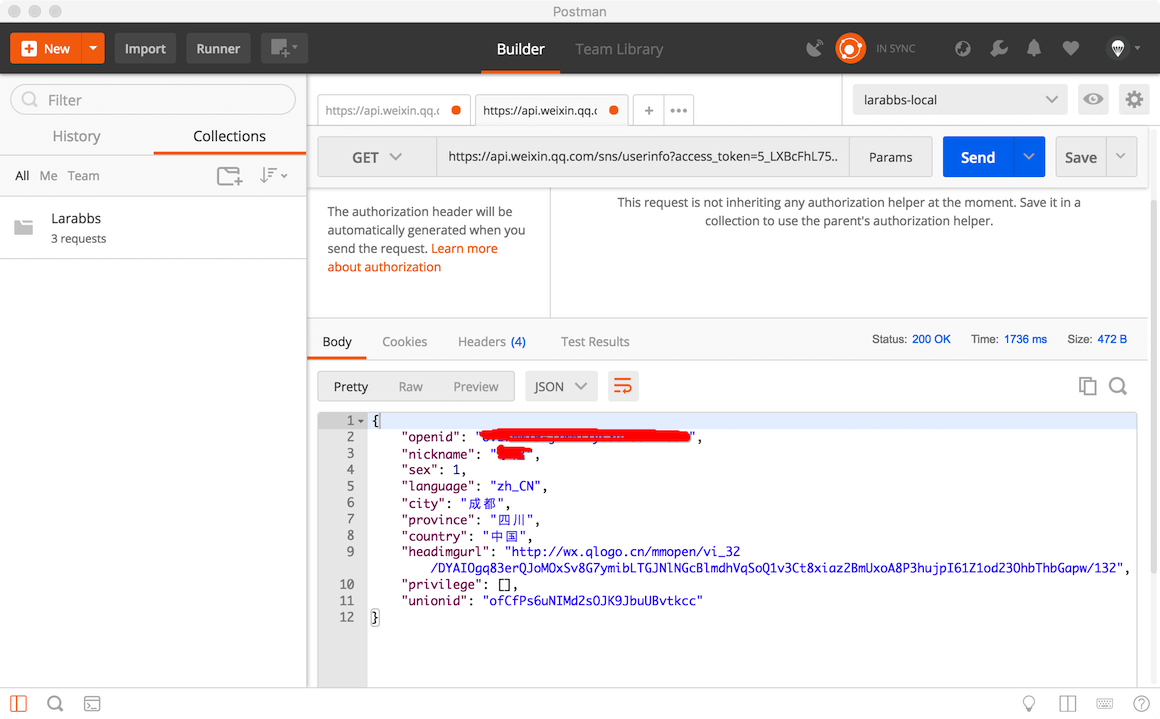 Postman
New
Import
Runner
Builder
Team Library
IN SYNC
Filter
History
Collections
All Me Team
Larabbs
3 requests
https://api.weixin.qq.c
https://api.weixin.qq.c
larabbs-local
GET
https://api.weixin.qq.com/sns/userinfo?access_token=5_LXBcFhL75..
Params
Send
Save
The authorization header will be
automatically generated when you
send the request. Learn more
about authorization
This request is not inheriting any authorization helper at the moment. Save it in a
collection to use the parent's authorization helper.
Body
Cookies
Headers (4)
Test Results
Status: 200 OK
Time: 1736 ms
Size: 472 B
Pretty
Raw
Preview
JSON
1 {
2 "openid": "",
3 "nickname": "",
4 "sex": 1,
5 "language": "zh_CN",
6 "city": "成都",
7 "province": "四川",
8 "country": "中国",
9 "headimgurl": "http://wx.qlogo.cn/mmopen/vi_32
/DYAIOgq83erQJoMOxSv8G7ymibLTGJNlNGcBlmdhVqSoQ1v3Ct8xiaz2BmUxoA8P3hujpI61Z1od23OhbThbGapw/132",
10 "privilege": [],
11 "unionid": "ofCfPs6uNIMd2sOJK9JbuUBvtkcc"
12 }